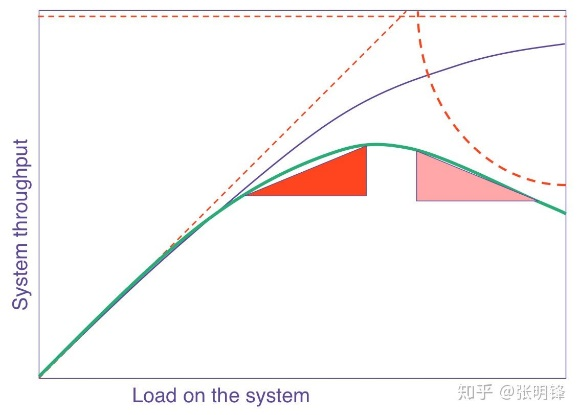 System throughput
Load on the system
知乎 @张明锋